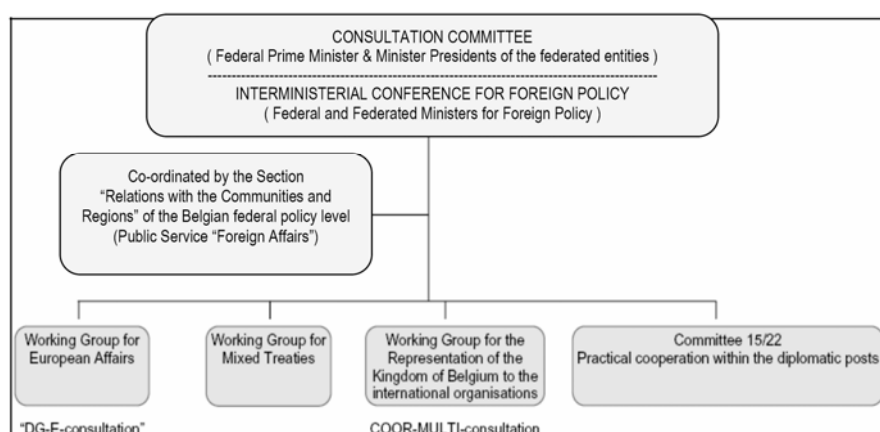 CONSULTATION COMMITTEE
( Federal Prime Minister & Minister Presidents of the federated entities )
INTERMINISTERIAL CONFERENCE FOR FOREIGN POLICY
( Federal and Federated Ministers for Foreign Policy )
Co-ordinated by the Section
“Relations with the Communities and
Regions” of the Belgian federal policy level
(Public Service “Foreign Affairs”)
Working Group for
European Affairs
Working Group for
Mixed Treaties
Working Group for the
Representation of the
Kingdom of Belgium to the
international organisations
Committee 15/22
Practical cooperation within the diplomatic posts
“DG-E-consultation”
COOR-MULTI-consultation